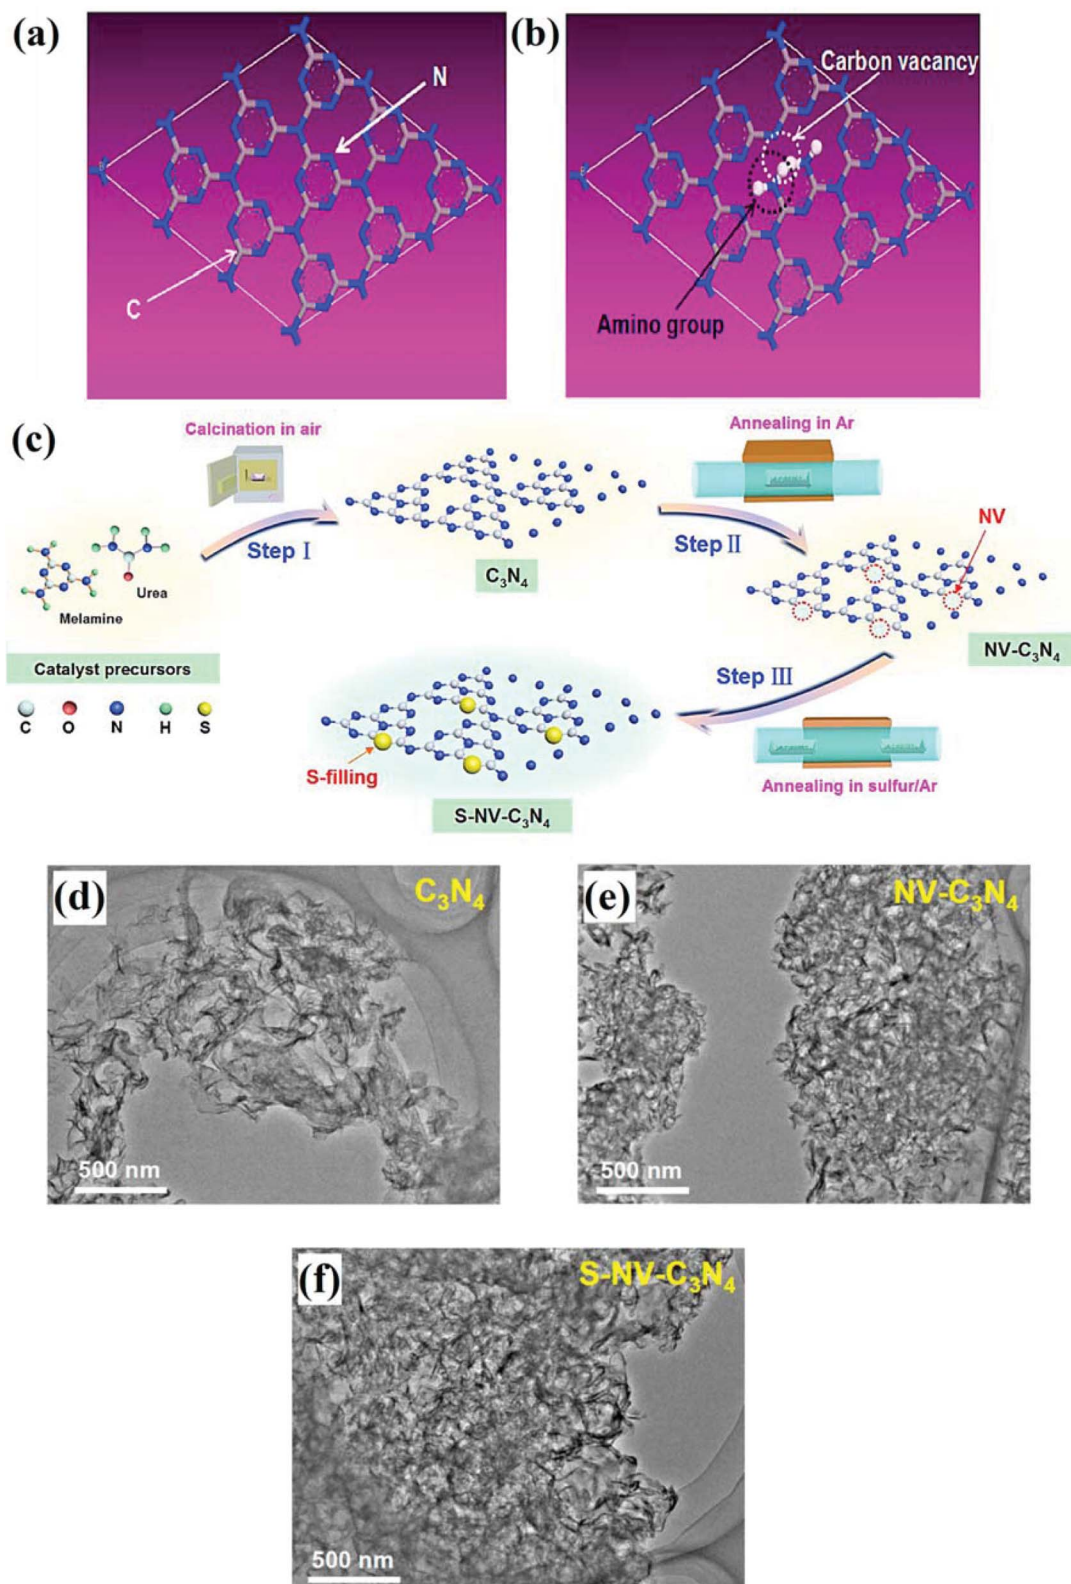 (a)
N
C
(b)
Carbon vacancy
Amino group
(c)
Calcination in air
Annealing in Ar
Step I
Step II
NV
C₃N₄
Urea
Melamine
NV-C₃N₄
Catalyst precursors
Step III
C O N H S
S-filling
S-NV-C₃N₄
Annealing in sulfur/Ar
(d)
C₃N₄
500 nm
(e)
NV-C₃N₄
500 nm
(f)
S-NV-C₃N₄
500 nm